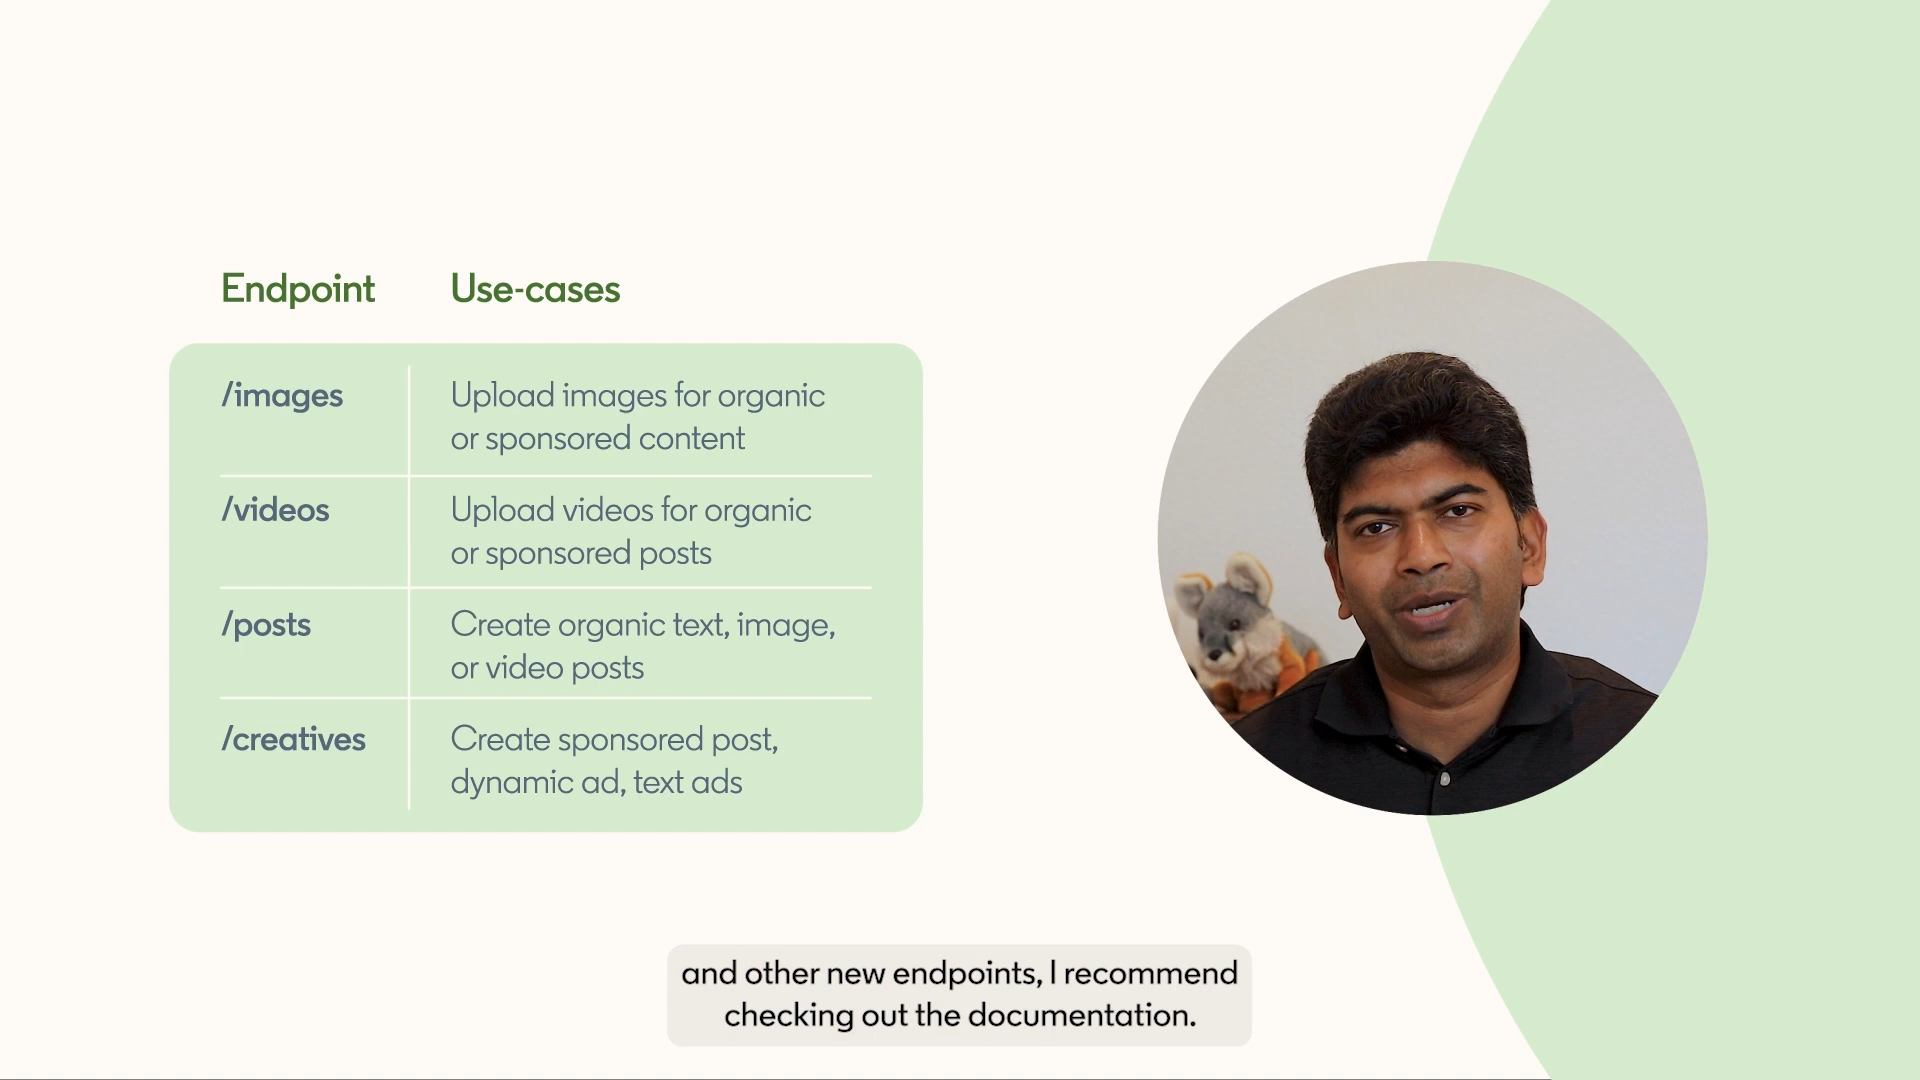 Endpoint Use-cases
/images Upload images for organic
or sponsored content
/videos Upload videos for organic
or sponsored posts
/posts Create organic text, image,
or video posts
/creatives Create sponsored post,
dynamic ad, text ads
and other new endpoints, I recommend
checking out the documentation.